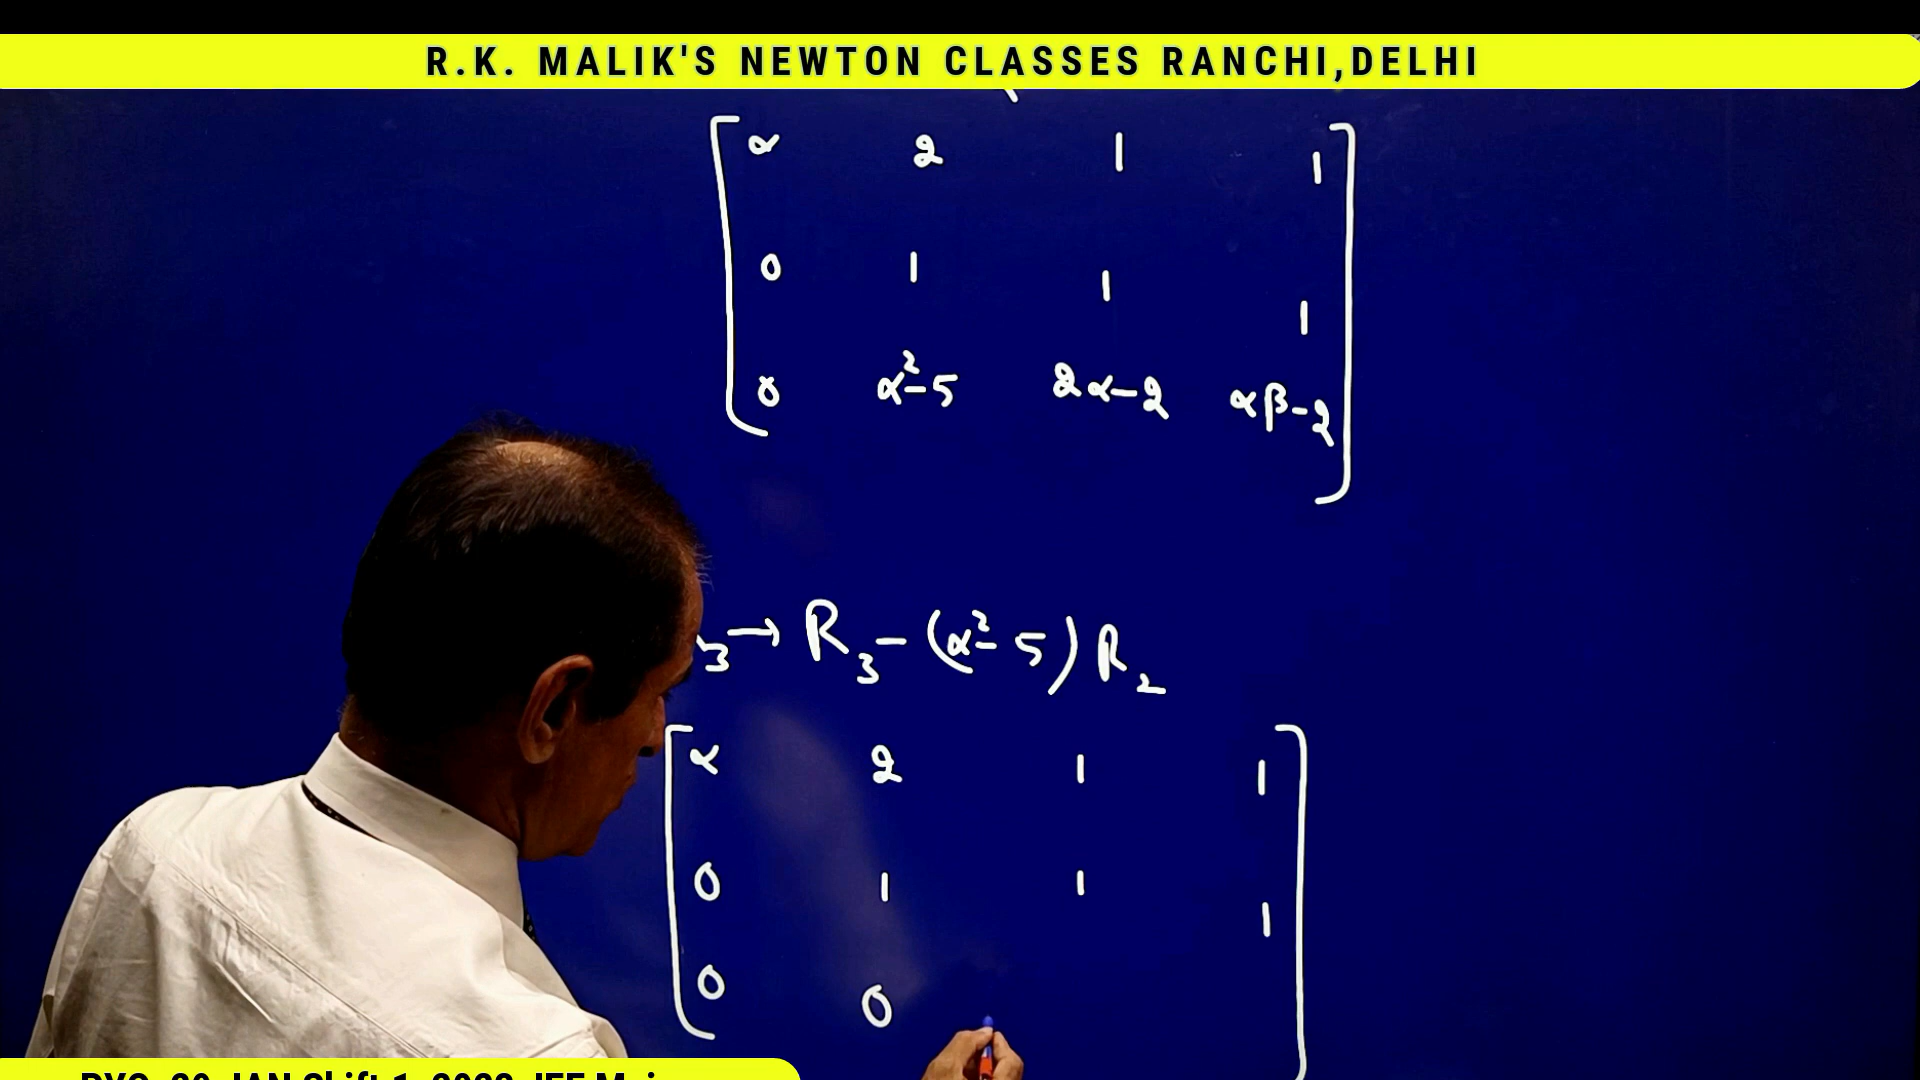 R.K. MALIK'S NEWTON CLASSES RANCHI,DELHI
α 2 1 1
0 1 1 1
0 α²-5 2α-2 αβ-2
3 → R₃ - (α²-5) R₂
α 2 1 1
0 1 1 1
0 0